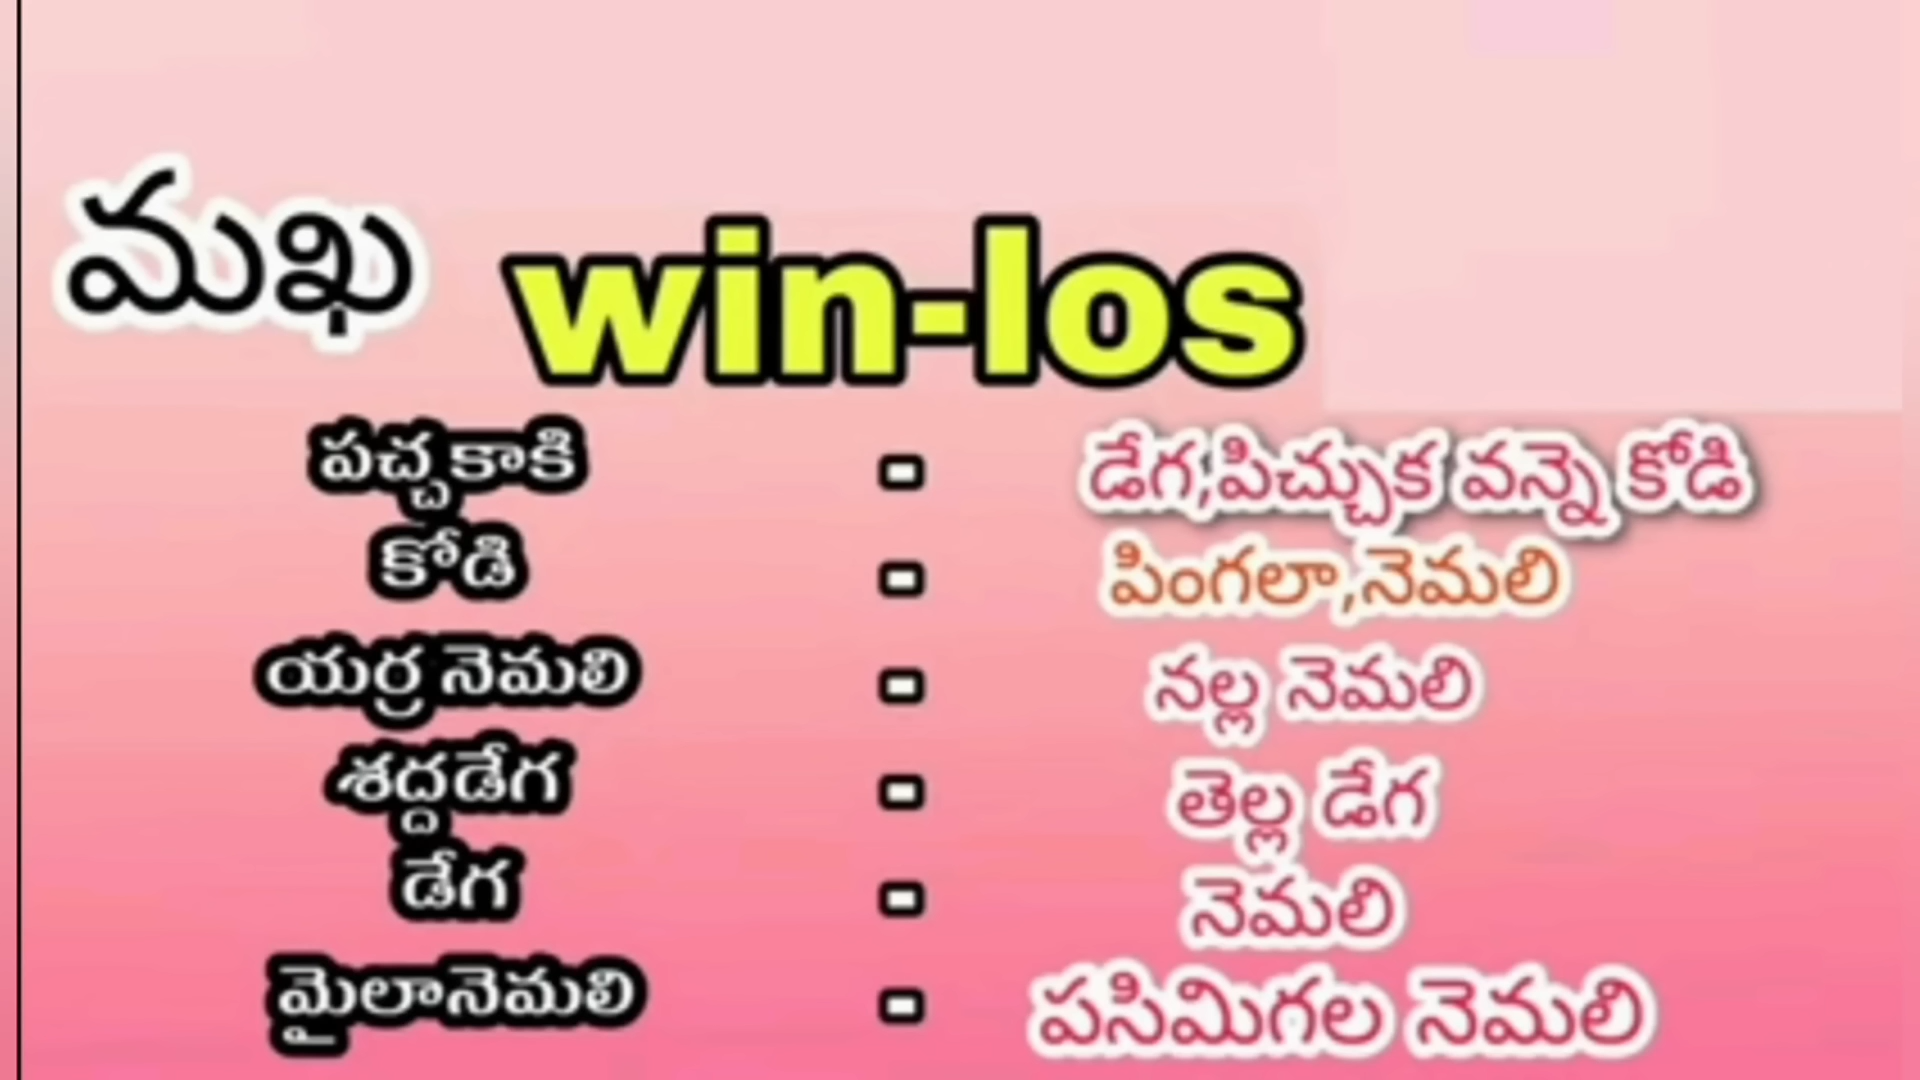 మఖ win-los
పచ్చకాకి - డేగ,పిచ్చుక వన్నె కోడి
కోడి - పింగలా,నెమలి
యర్ర నెమలి - నల్ల నెమలి
శద్దడేగ - తెల్ల డేగ
డేగ - నెమలి
మైలానెమలి - పసిమిగల నెమలి